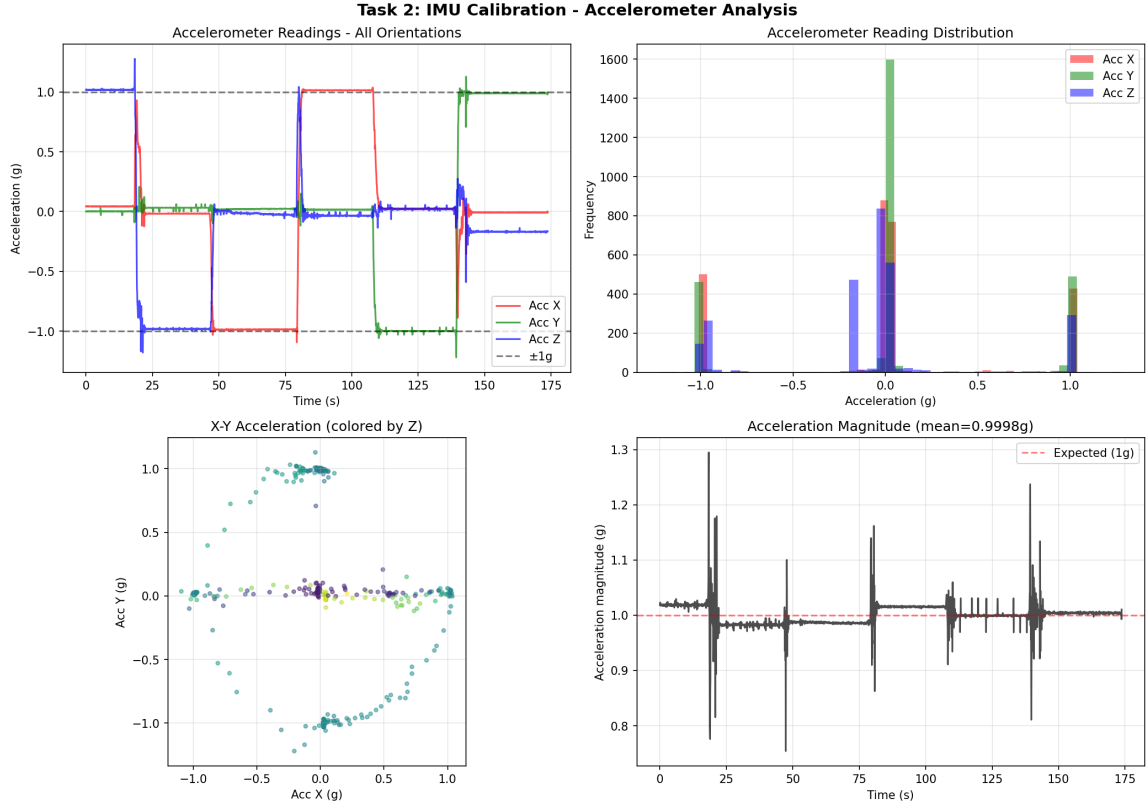 Task 2: IMU Calibration - Accelerometer Analysis
Accelerometer Readings - All Orientations
1.0
0.5
0.0
−0.5
−1.0
Acceleration (g)
Acc X
Acc Y
Acc Z
±1g
0 25 50 75 100 125 150 175
Time (s)
Accelerometer Reading Distribution
1600
1400
1200
1000
800
600
400
200
0
Frequency
Acc X
Acc Y
Acc Z
−1.0 −0.5 0.0 0.5 1.0
Acceleration (g)
X-Y Acceleration (colored by Z)
1.0
0.5
0.0
−0.5
−1.0
Acc Y (g)
−1.0 −0.5 0.0 0.5 1.0
Acc X (g)
Acceleration Magnitude (mean=0.9998g)
1.3
1.2
1.1
1.0
0.9
0.8
Acceleration magnitude (g)
Expected (1g)
0 25 50 75 100 125 150 175
Time (s)